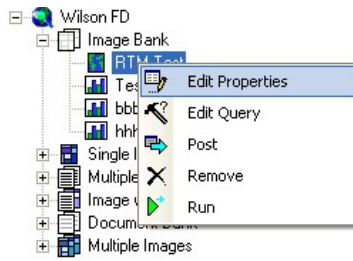 Wilson FD
Image Bank
RTM Test
Edit Properties
Edit Query
bbb
Post
hhh
Single
Remove
Multiple
Image
Run
Document Bank
Multiple Images